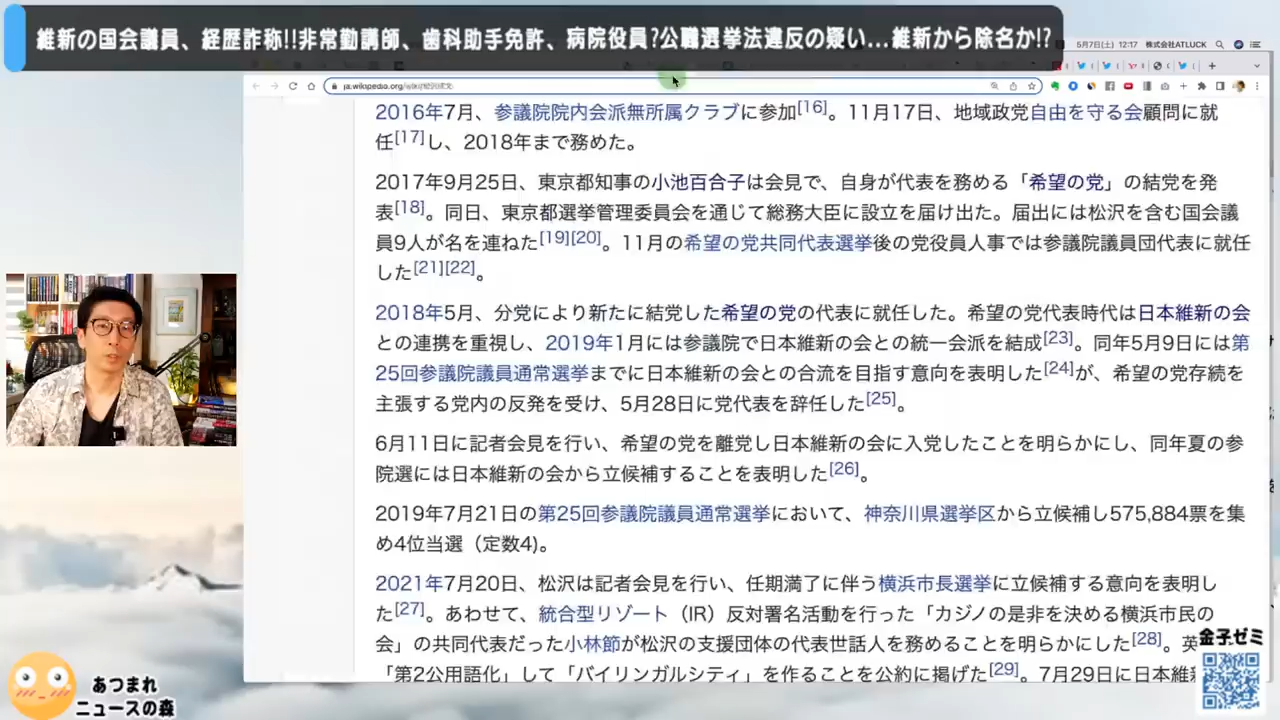 維新の国会議員、経歴詐称!!非常勤講師、歯科助手免許、病院役員?公職選挙法違反の疑い...維新から除名か!?
5月7日(土) 12:17 株式会社ATLUCK
ja.wikipedia.org/wiki/松沢成文
2016年7月、参議院院内会派無所属クラブに参加[16]。11月17日、地域政党自由を守る会顧問に就
任[17]し、2018年まで務めた。
2017年9月25日、東京都知事の小池百合子は会見で、自身が代表を務める「希望の党」の結党を発
表[18]。同日、東京都選挙管理委員会を通じて総務大臣に設立を届け出た。届出には松沢を含む国会議
員9人が名を連ねた[19][20]。11月の希望の党共同代表選挙後の党役員人事では参議院議員団代表に就任
した[21][22]。
2018年5月、分党により新たに結党した希望の党の代表に就任した。希望の党代表時代は日本維新の会
との連携を重視し、2019年1月には参議院で日本維新の会との統一会派を結成[23]。同年5月9日には第
25回参議院議員通常選挙までに日本維新の会との合流を目指す意向を表明した[24]が、希望の党存続を
主張する党内の反発を受け、5月28日に党代表を辞任した[25]。
6月11日に記者会見を行い、希望の党を離党し日本維新の会に入党したことを明らかにし、同年夏の参
院選には日本維新の会から立候補することを表明した[26]。
2019年7月21日の第25回参議院議員通常選挙において、神奈川県選挙区から立候補し575,884票を集
め4位当選（定数4)。
2021年7月20日、松沢は記者会見を行い、任期満了に伴う横浜市長選挙に立候補する意向を表明し
た[27]。あわせて、統合型リゾート（IR）反対署名活動を行った「カジノの是非を決める横浜市民の
会」の共同代表だった小林節が松沢の支援団体の代表世話人を務めることを明らかにした[28]。英
「第2公用語化」して「バイリンガルシティ」を作ることを公約に掲げた[29]。7月29日に日本維
金子ゼミ
あつまれ
ニュースの森